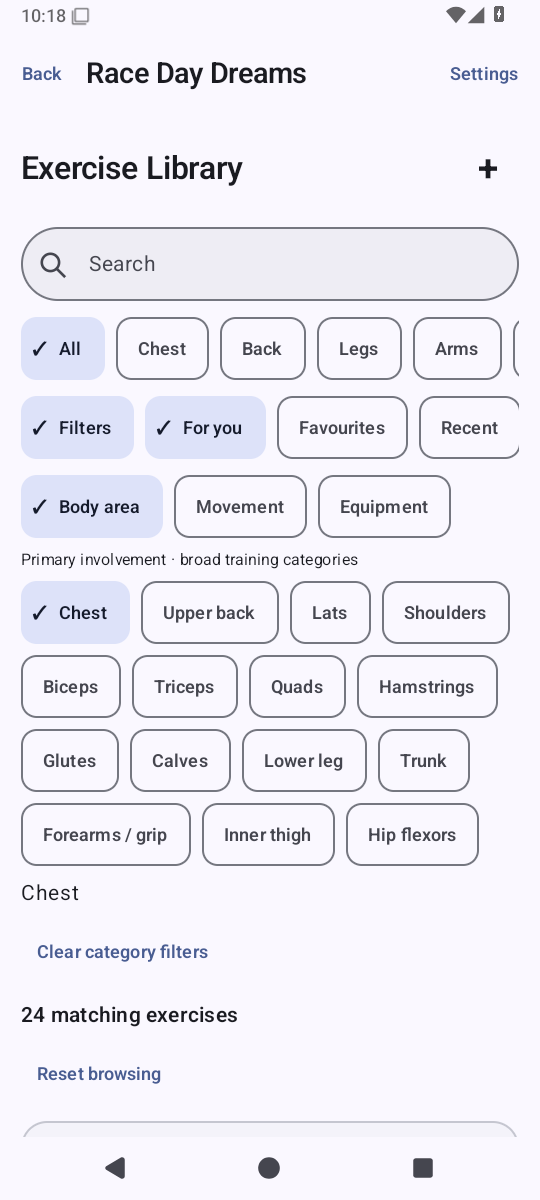 10:18
Back Race Day Dreams Settings
Exercise Library +
Search
✓ All Chest Back Legs Arms
✓ Filters ✓ For you Favourites Recent
✓ Body area Movement Equipment
Primary involvement · broad training categories
✓ Chest Upper back Lats Shoulders
Biceps Triceps Quads Hamstrings
Glutes Calves Lower leg Trunk
Forearms / grip Inner thigh Hip flexors
Chest
Clear category filters
24 matching exercises
Reset browsing